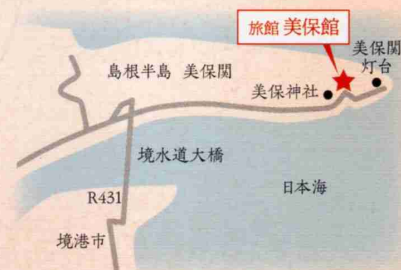 旅館 美保館
美保関
灯台
島根半島 美保関
美保神社
境水道大橋
日本海
R431
境港市